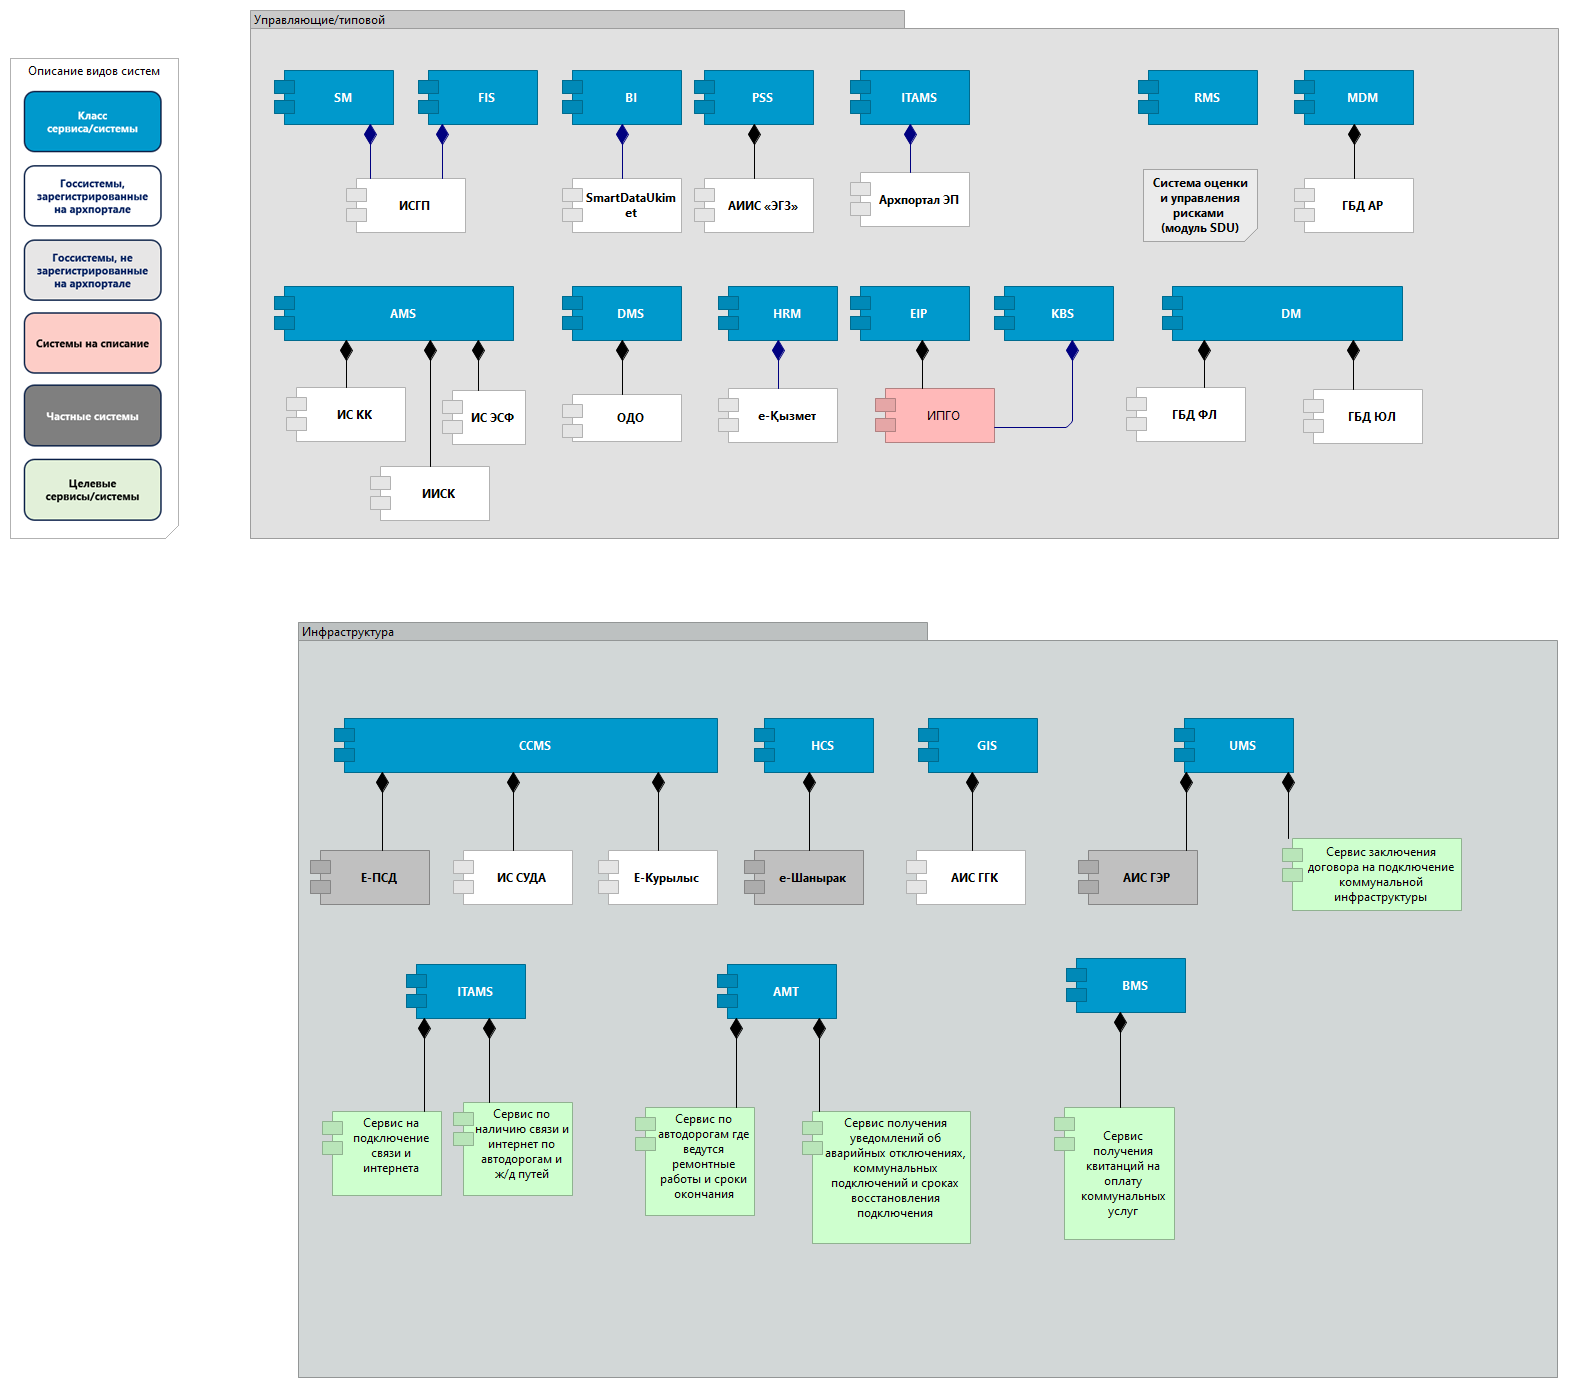 Управляющие/типовой
Описание видов систем
Класс
сервиса/системы
Госсистемы,
зарегистрированные
на архпортале
Госсистемы, не
зарегистрированные
на архпортале
Системы на списание
Частные системы
Целевые
сервисы/системы
SM
FIS
BI
PSS
ITAMS
RMS
MDM
ИСГП
SmartDataUkim
et
АИИС «ЭГЗ»
Архпортал ЭП
Система оценки
и управления
рисками
(модуль SDU)
ГБД АР
AMS
DMS
HRM
EIP
KBS
DM
ИС КК
ИС ЭСФ
ОДО
е-Қызмет
ИПГО
ГБД ФЛ
ГБД ЮЛ
ИИСК
Инфраструктура
CCMS
HCS
GIS
UMS
Е-ПСД
ИС СУДА
Е-Курылыс
е-Шанырак
АИС ГГК
АИС ГЭР
Сервис заключения
договора на подключение
коммунальной
инфраструктуры
ITAMS
AMT
BMS
Сервис на
подключение
связи и
интернета
Сервис по
наличию связи и
интернет по
автодорогам и
ж/д путей
Сервис по
автодорогам где
ведутся
ремонтные
работы и сроки
окончания
Сервис получения
уведомлений об
аварийных отключениях,
коммунальных
подключений и сроках
восстановления
подключения
Сервис
получения
квитанций на
оплату
коммунальных
услуг